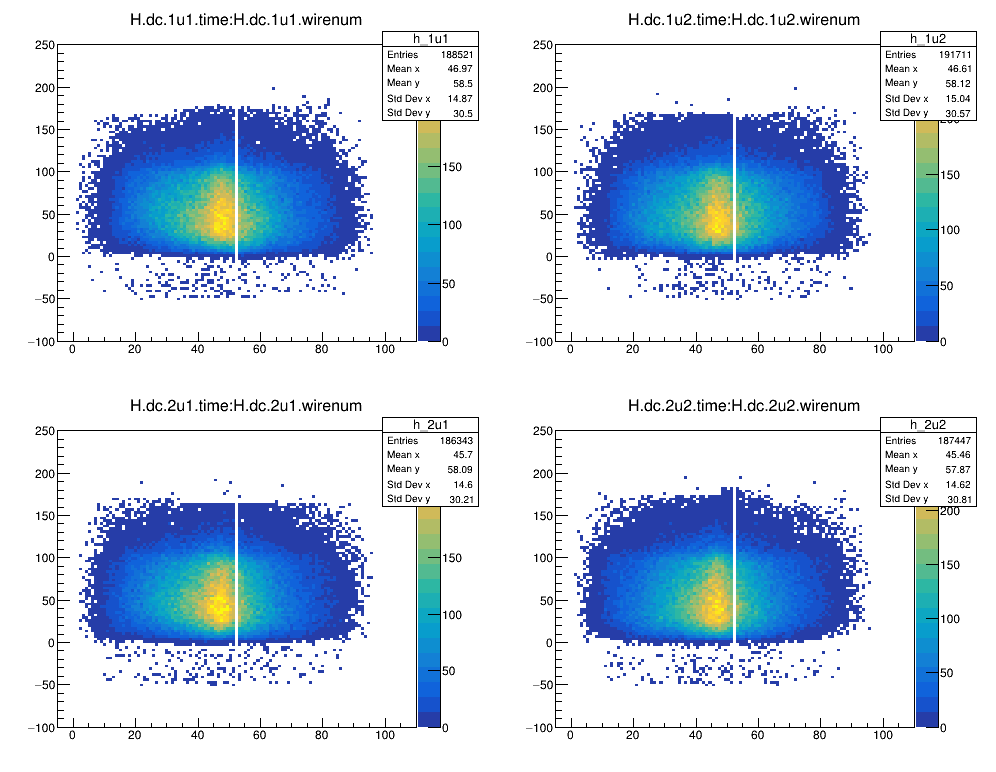 H.dc.1u1.time:H.dc.1u1.wirenum
h_1u1
Entries 188521
Mean x 46.97
Mean y 58.5
Std Dev x 14.87
Std Dev y 30.5
250
200
150
100
50
0
−50
−100
0 20 40 60 80 100
150
100
50
0
H.dc.1u2.time:H.dc.1u2.wirenum
h_1u2
Entries 191711
Mean x 46.61
Mean y 58.12
Std Dev x 15.04
Std Dev y 30.57
250
200
150
100
50
0
−50
−100
0 20 40 60 80 100
200
150
100
50
0
H.dc.2u1.time:H.dc.2u1.wirenum
h_2u1
Entries 186343
Mean x 45.7
Mean y 58.09
Std Dev x 14.6
Std Dev y 30.21
250
200
150
100
50
0
−50
−100
0 20 40 60 80 100
150
100
50
0
H.dc.2u2.time:H.dc.2u2.wirenum
h_2u2
Entries 187447
Mean x 45.46
Mean y 57.87
Std Dev x 14.62
Std Dev y 30.81
250
200
150
100
50
0
−50
−100
0 20 40 60 80 100
200
150
100
50
0